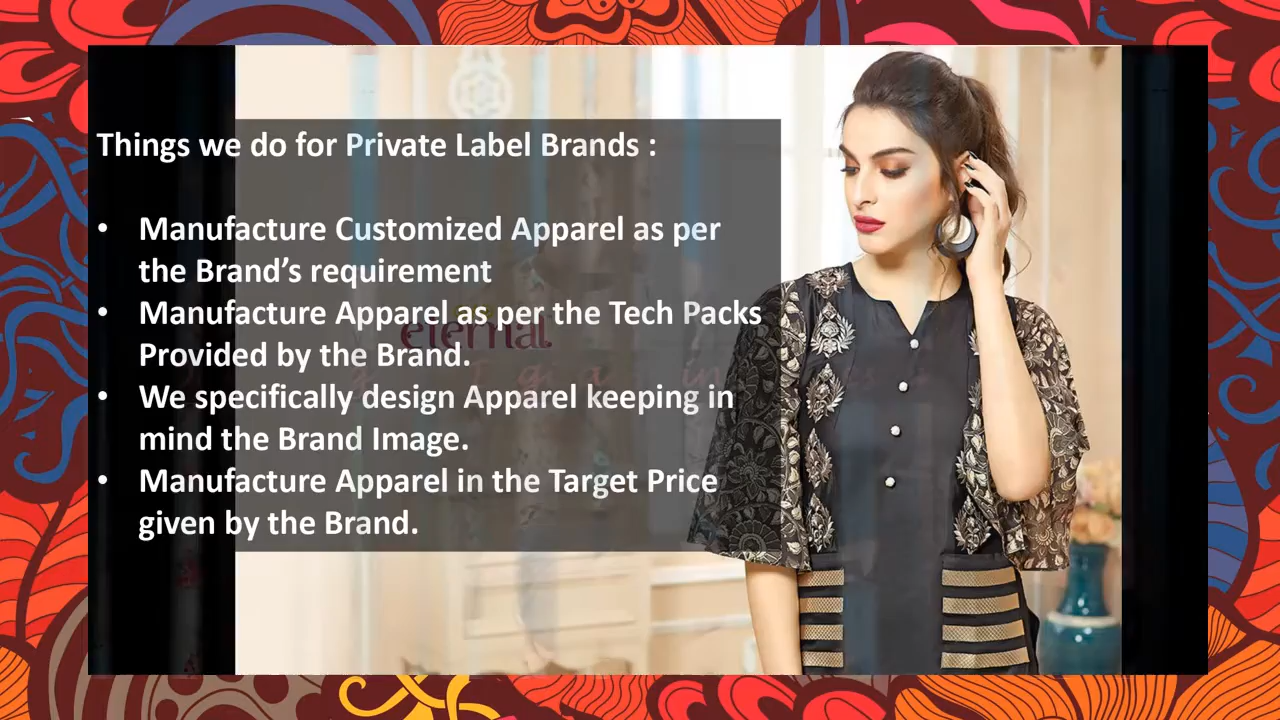 Things we do for Private Label Brands :
• Manufacture Customized Apparel as per
the Brand’s requirement
• Manufacture Apparel as per the Tech Packs
Provided by the Brand.
eternal
• We specifically design Apparel keeping in
mind the Brand Image.
• Manufacture Apparel in the Target Price
given by the Brand.